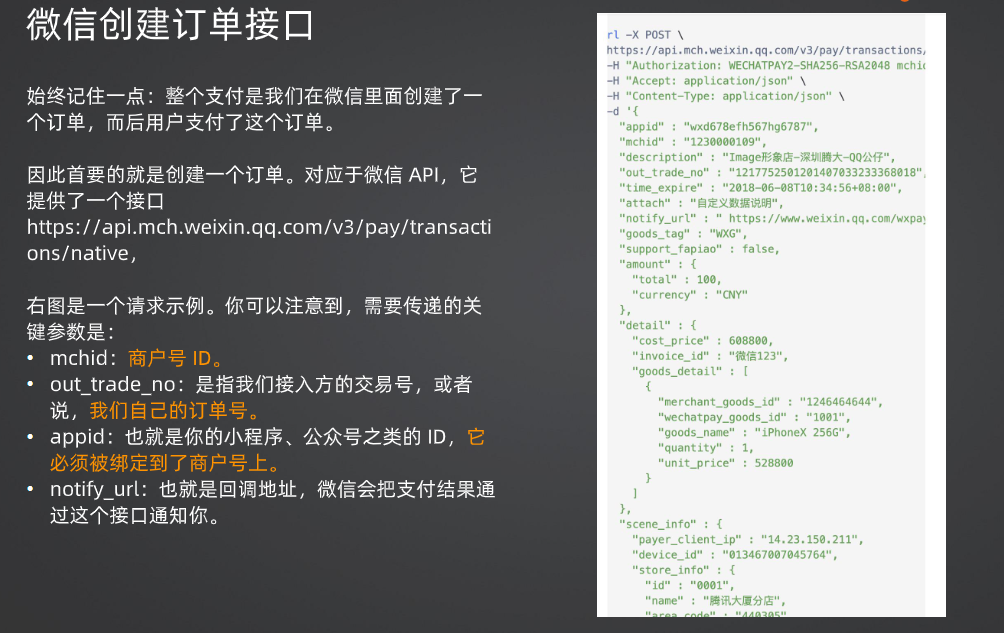 微信创建订单接口
始终记住一点：整个支付是我们在微信里面创建了一
个订单，而后用户支付了这个订单。
因此首要的就是创建一个订单。对应于微信 API，它
提供了一个接口
https://api.mch.weixin.qq.com/v3/pay/transacti
ons/native，
右图是一个请求示例。你可以注意到，需要传递的关
键参数是：
• mchid：商户号 ID。
• out_trade_no：是指我们接入方的交易号，或者
说，我们自己的订单号。
• appid：也就是你的小程序、公众号之类的 ID，它
必须被绑定到了商户号上。
• notify_url：也就是回调地址，微信会把支付结果通
过这个接口通知你。
rl -X POST \
https://api.mch.weixin.qq.com/v3/pay/transactions/
-H "Authorization: WECHATPAY2-SHA256-RSA2048 mchid
-H "Accept: application/json" \
-H "Content-Type: application/json" \
-d '{
"appid" : "wxd678efh567hg6787",
"mchid" : "1230000109",
"description" : "Image形象店-深圳腾大-QQ公仔",
"out_trade_no" : "1217752501201407033233368018",
"time_expire" : "2018-06-08T10:34:56+08:00",
"attach" : "自定义数据说明",
"notify_url" : " https://www.weixin.qq.com/wxpay
"goods_tag" : "WXG",
"support_fapiao" : false,
"amount" : {
"total" : 100,
"currency" : "CNY"
},
"detail" : {
"cost_price" : 608800,
"invoice_id" : "微信123",
"goods_detail" : [
{
"merchant_goods_id" : "1246464644",
"wechatpay_goods_id" : "1001",
"goods_name" : "iPhoneX 256G",
"quantity" : 1,
"unit_price" : 528800
}
]
},
"scene_info" : {
"payer_client_ip" : "14.23.150.211",
"device_id" : "013467007045764",
"store_info" : {
"id" : "0001",
"name" : "腾讯大厦分店",
"area_code" : "440305",